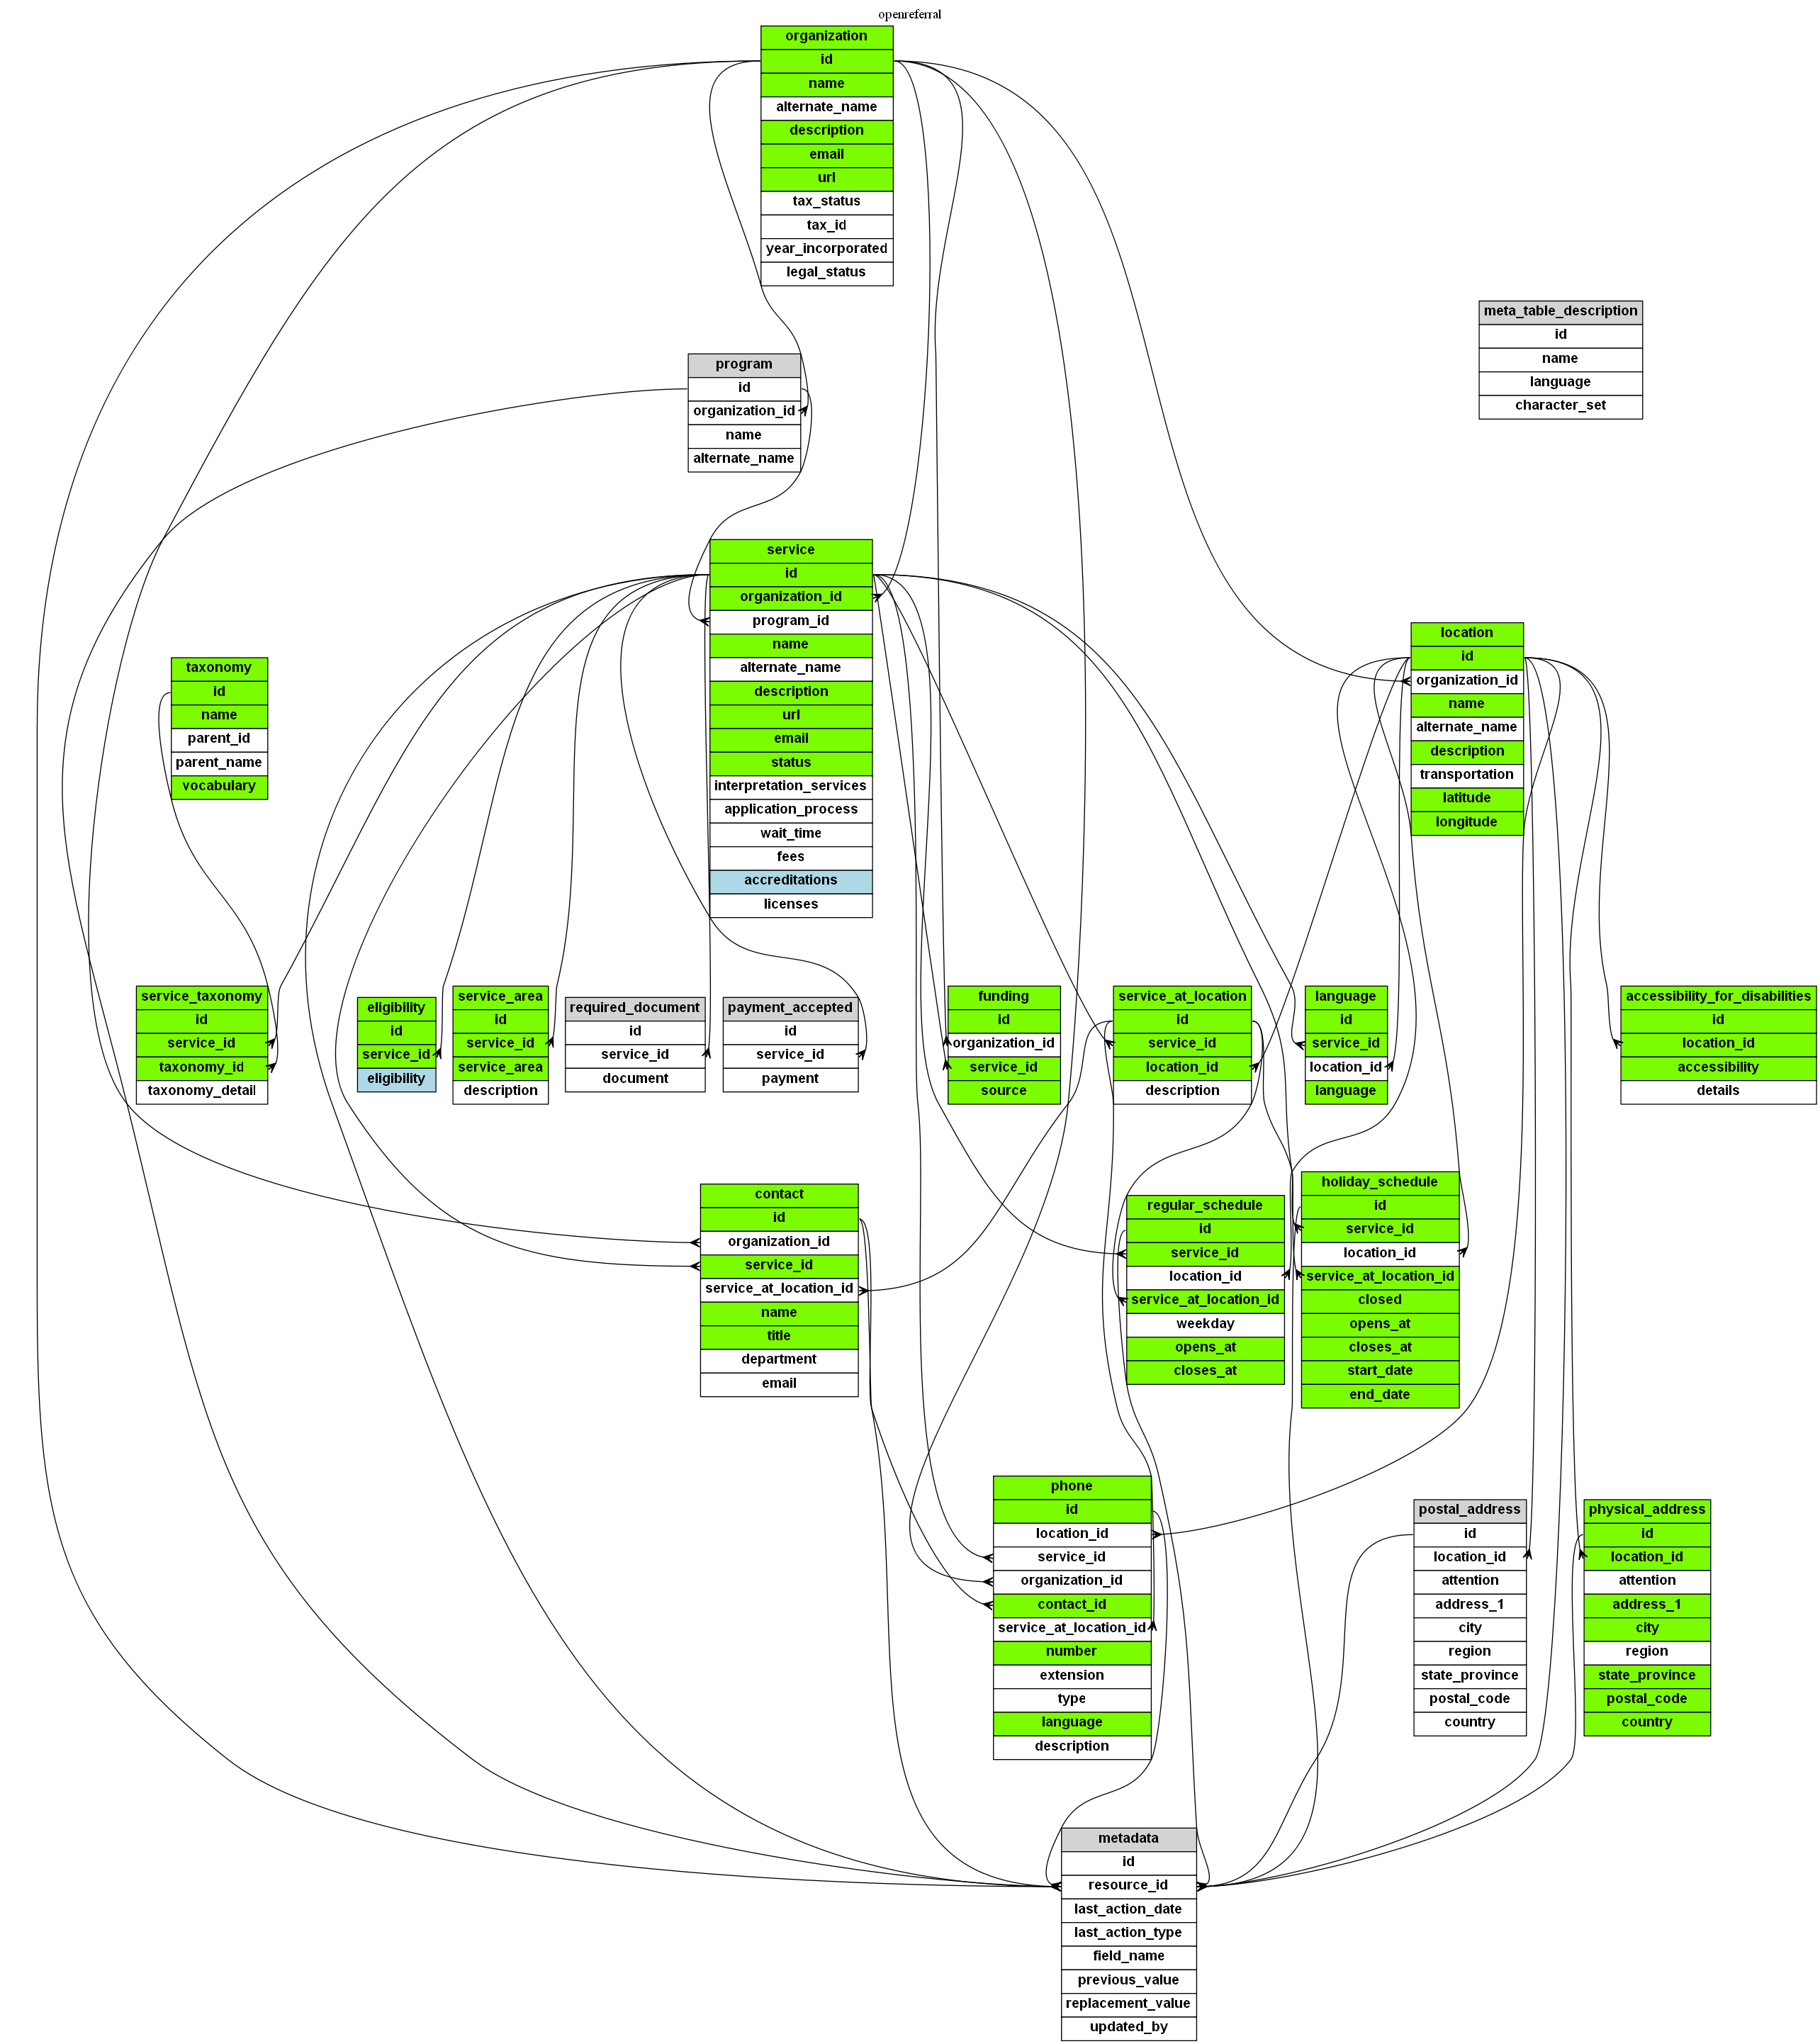 openreferral
organization
id
name
alternate_name
description
email
url
tax_status
tax_id
year_incorporated
legal_status
meta_table_description
id
name
language
character_set
program
id
organization_id
name
alternate_name
service
id
organization_id
program_id
name
alternate_name
description
url
email
status
interpretation_services
application_process
wait_time
fees
accreditations
licenses
location
id
organization_id
name
alternate_name
description
transportation
latitude
longitude
taxonomy
id
name
parent_id
parent_name
vocabulary
service_taxonomy
id
service_id
taxonomy_id
taxonomy_detail
eligibility
id
service_id
eligibility
service_area
id
service_id
service_area
description
required_document
id
service_id
document
payment_accepted
id
service_id
payment
funding
id
organization_id
service_id
source
service_at_location
id
service_id
location_id
description
language
id
service_id
location_id
language
accessibility_for_disabilities
id
location_id
accessibility
details
contact
id
organization_id
service_id
service_at_location_id
name
title
department
email
regular_schedule
id
service_id
location_id
service_at_location_id
weekday
opens_at
closes_at
holiday_schedule
id
service_id
location_id
service_at_location_id
closed
opens_at
closes_at
start_date
end_date
phone
id
location_id
service_id
organization_id
contact_id
service_at_location_id
number
extension
type
language
description
postal_address
id
location_id
attention
address_1
city
region
state_province
postal_code
country
physical_address
id
location_id
attention
address_1
city
region
state_province
postal_code
country
metadata
id
resource_id
last_action_date
last_action_type
field_name
previous_value
replacement_value
updated_by